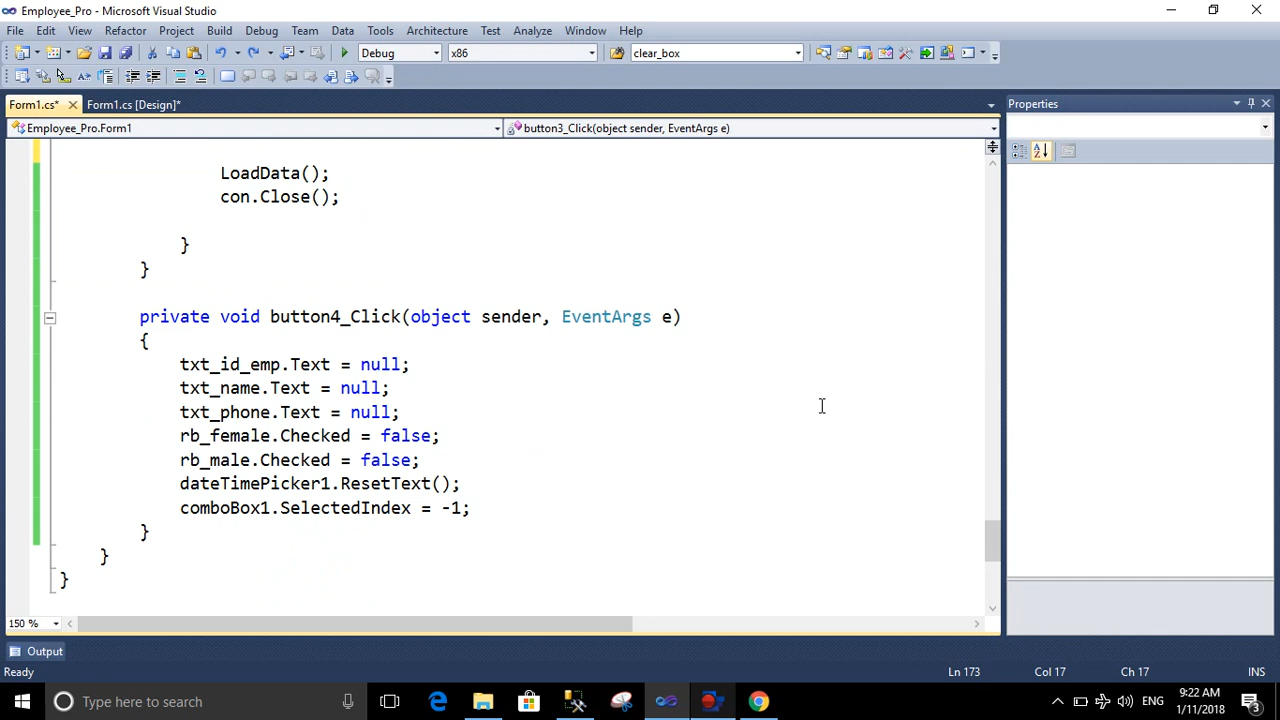 Employee_Pro - Microsoft Visual Studio
File Edit View Refactor Project Build Debug Team Data Tools Architecture Test Analyze Window Help
Debug x86 clear_box
Form1.cs* Form1.cs [Design]* Properties
Employee_Pro.Form1 button3_Click(object sender, EventArgs e)
LoadData();
con.Close();
}
}
private void button4_Click(object sender, EventArgs e)
{
txt_id_emp.Text = null;
txt_name.Text = null;
txt_phone.Text = null;
rb_female.Checked = false;
rb_male.Checked = false;
dateTimePicker1.ResetText();
comboBox1.SelectedIndex = -1;
}
}
}
150 %
Output
Ready Ln 173 Col 17 Ch 17 INS
Type here to search ENG 9:22 AM
1/11/2018 3